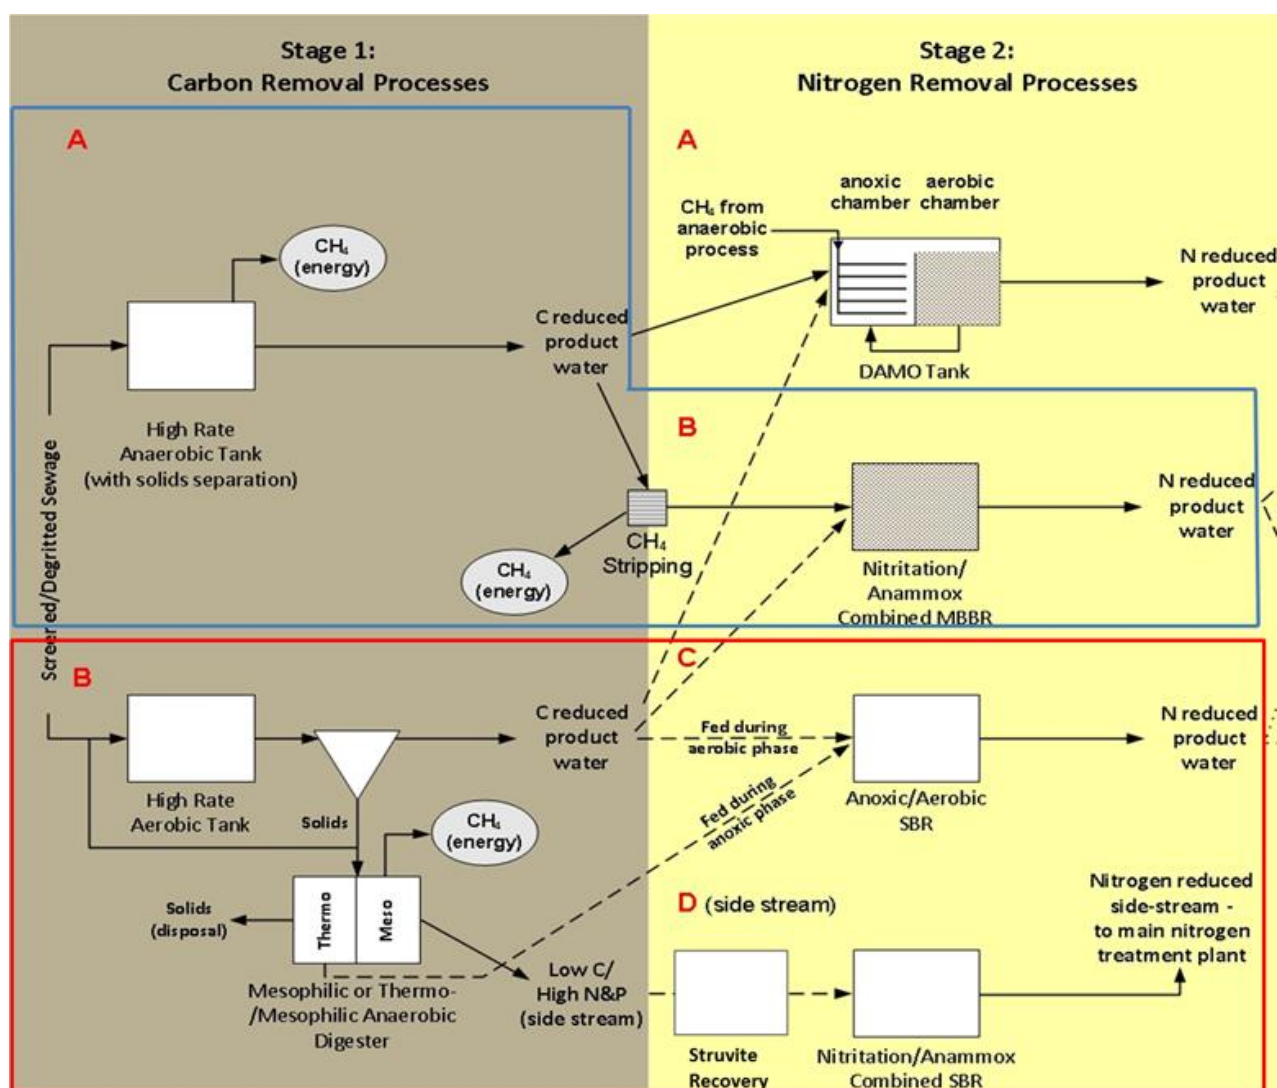 Stage 1:
Carbon Removal Processes
Stage 2:
Nitrogen Removal Processes
A
CH₄
(energy)
High Rate
Anaerobic Tank
(with solids separation)
C reduced
product
water
Screened/Degritted Sewage
CH₄
(energy)
CH₄
Stripping
A
CH₄ from
anaerobic
process
anoxic
chamber
aerobic
chamber
DAMO Tank
N reduced
product
water
B
Nitritation/
Anammox
Combined MBBR
N reduced
product
water
B
High Rate
Aerobic Tank
Solids
CH₄
(energy)
C reduced
product
water
Thermo
Meso
Solids
(disposal)
Mesophilic or Thermo-
/Mesophilic Anaerobic
Digester
Low C/
High N&P
(side stream)
C
Fed during
aerobic phase
Fed during
anoxic phase
Anoxic/Aerobic
SBR
N reduced
product
water
D (side stream)
Struvite
Recovery
Nitritation/Anammox
Combined SBR
Nitrogen reduced
side-stream -
to main nitrogen
treatment plant